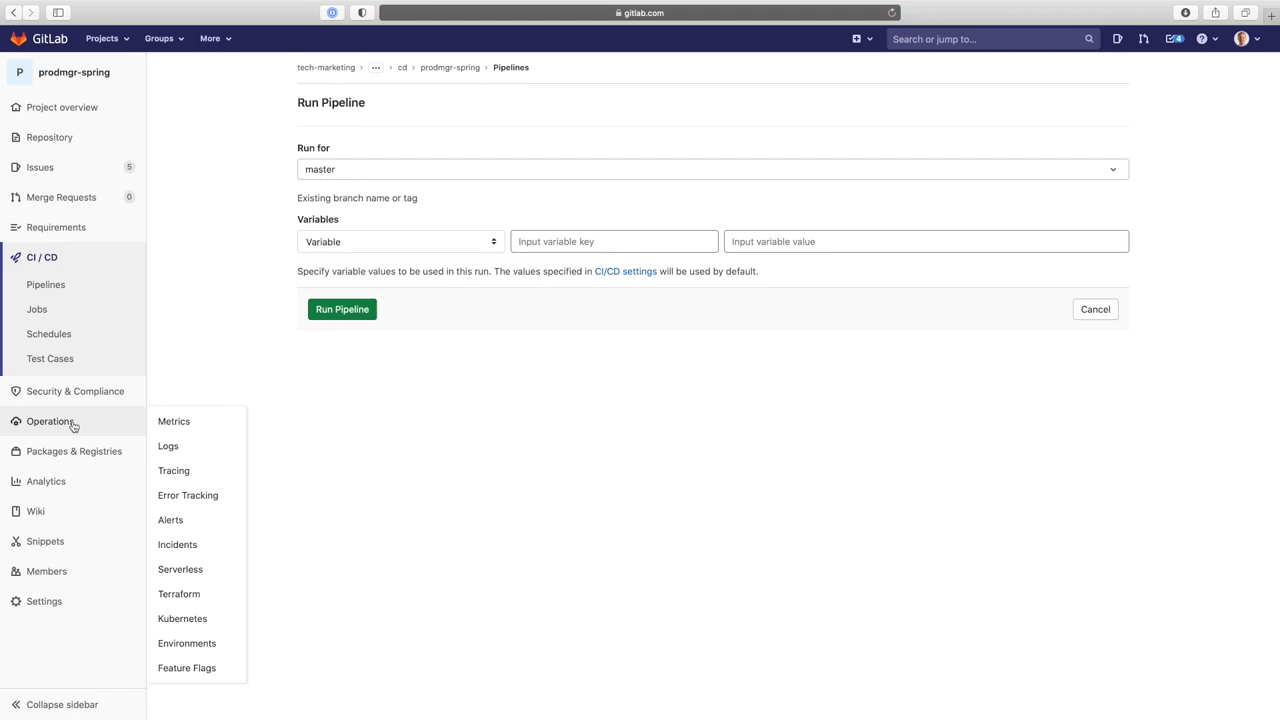 gitlab.com
GitLab Projects Groups More Search or jump to... 4
P prodmgr-spring
Project overview
Repository
Issues 5
Merge Requests 0
Requirements
CI / CD
Pipelines
Jobs
Schedules
Test Cases
Security & Compliance
Operations
Packages & Registries
Analytics
Wiki
Snippets
Members
Settings
Collapse sidebar
Metrics
Logs
Tracing
Error Tracking
Alerts
Incidents
Serverless
Terraform
Kubernetes
Environments
Feature Flags
tech-marketing › ... › cd › prodmgr-spring › Pipelines
Run Pipeline
Run for
master
Existing branch name or tag
Variables
Variable Input variable key Input variable value
Specify variable values to be used in this run. The values specified in CI/CD settings will be used by default.
Run Pipeline Cancel